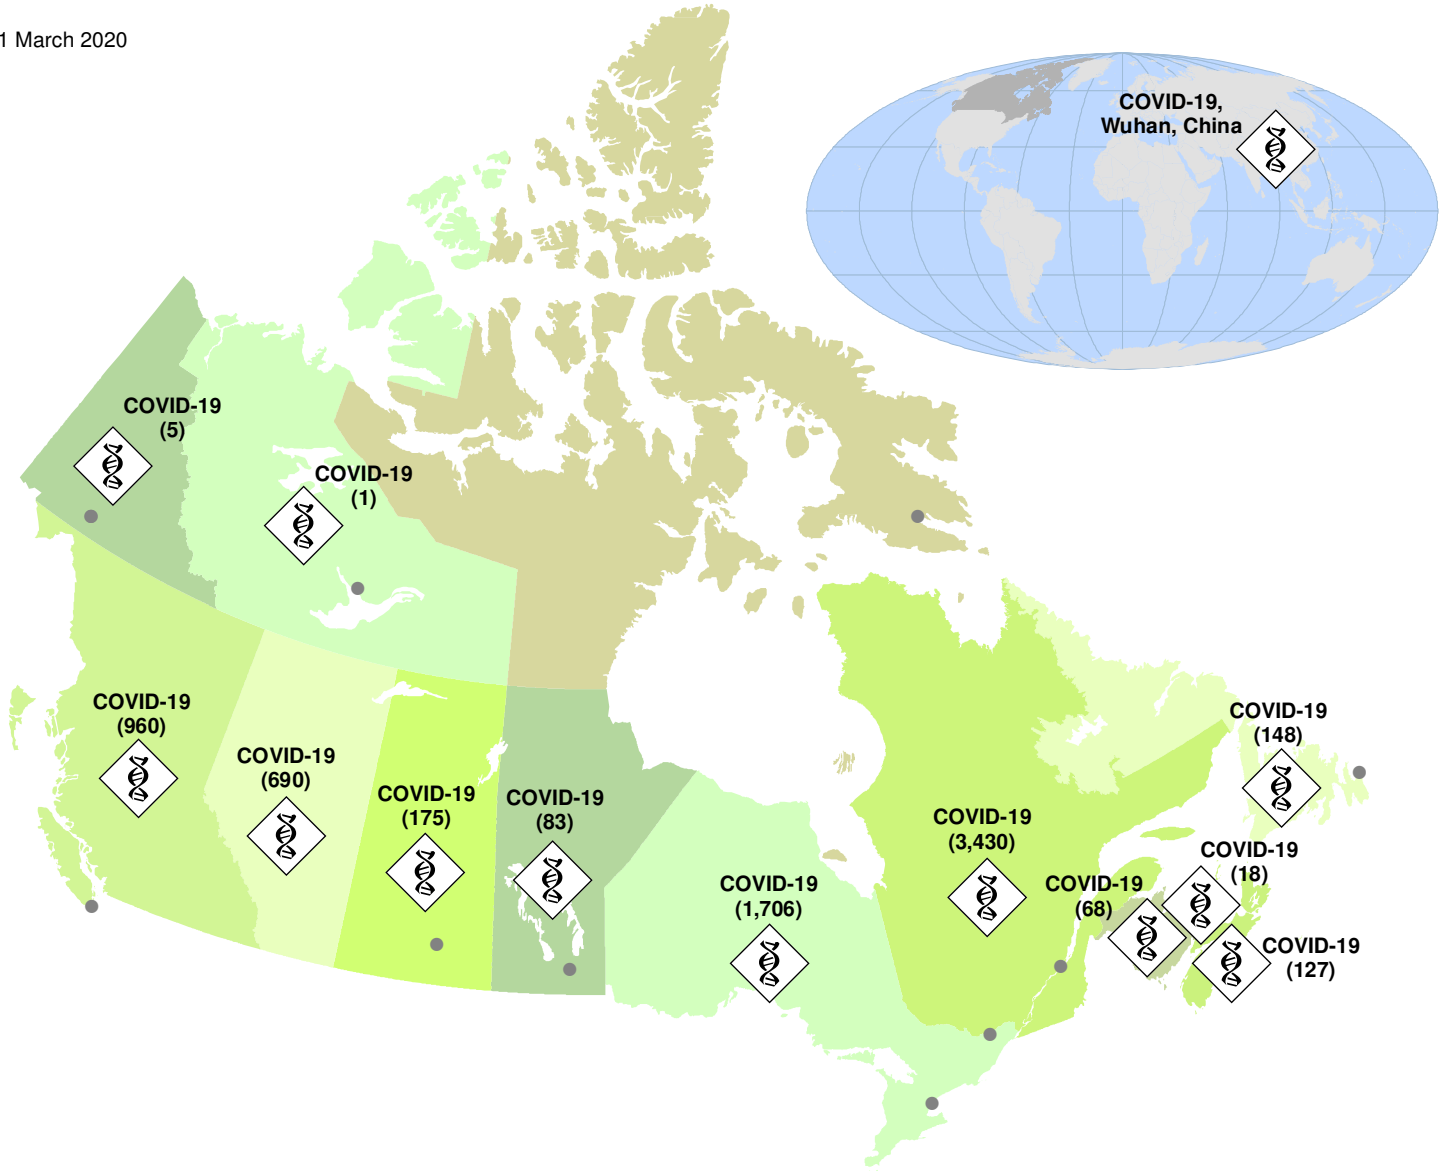 1 March 2020
COVID-19,
Wuhan, China
COVID-19
(5)
COVID-19
(1)
COVID-19
(960)
COVID-19
(690)
COVID-19
(175)
COVID-19
(83)
COVID-19
(1,706)
COVID-19
(3,430)
COVID-19
(68)
COVID-19
(148)
COVID-19
(18)
COVID-19
(127)